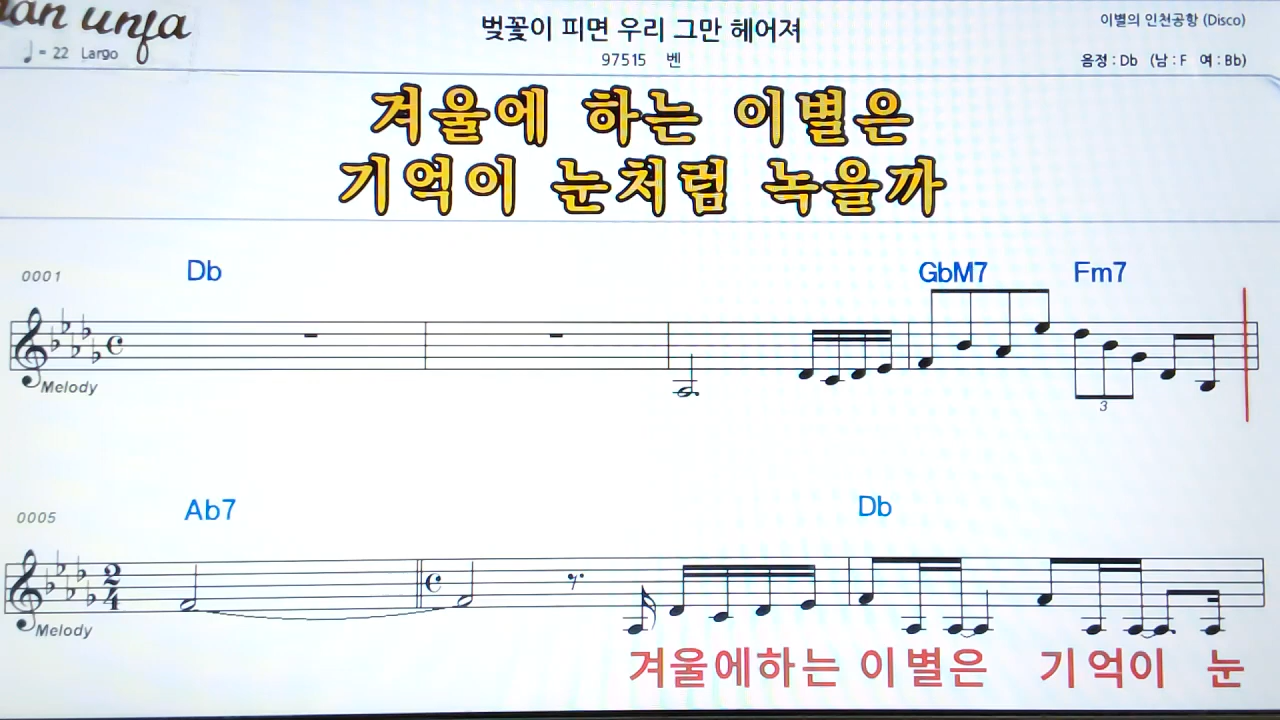 벚꽃이 피면 우리 그만 헤어져
이별의 인천공항 (Disco)
♩= 22 Largo
97515 벤
음정 : Db (남 : F 여 : Bb)
겨울에 하는 이별은
기억이 눈처럼 녹을까
0001 Db GbM7 Fm7
Melody
3
0005 Ab7 Db
2
4
Melody
겨울에하는 이별은 기억이 눈